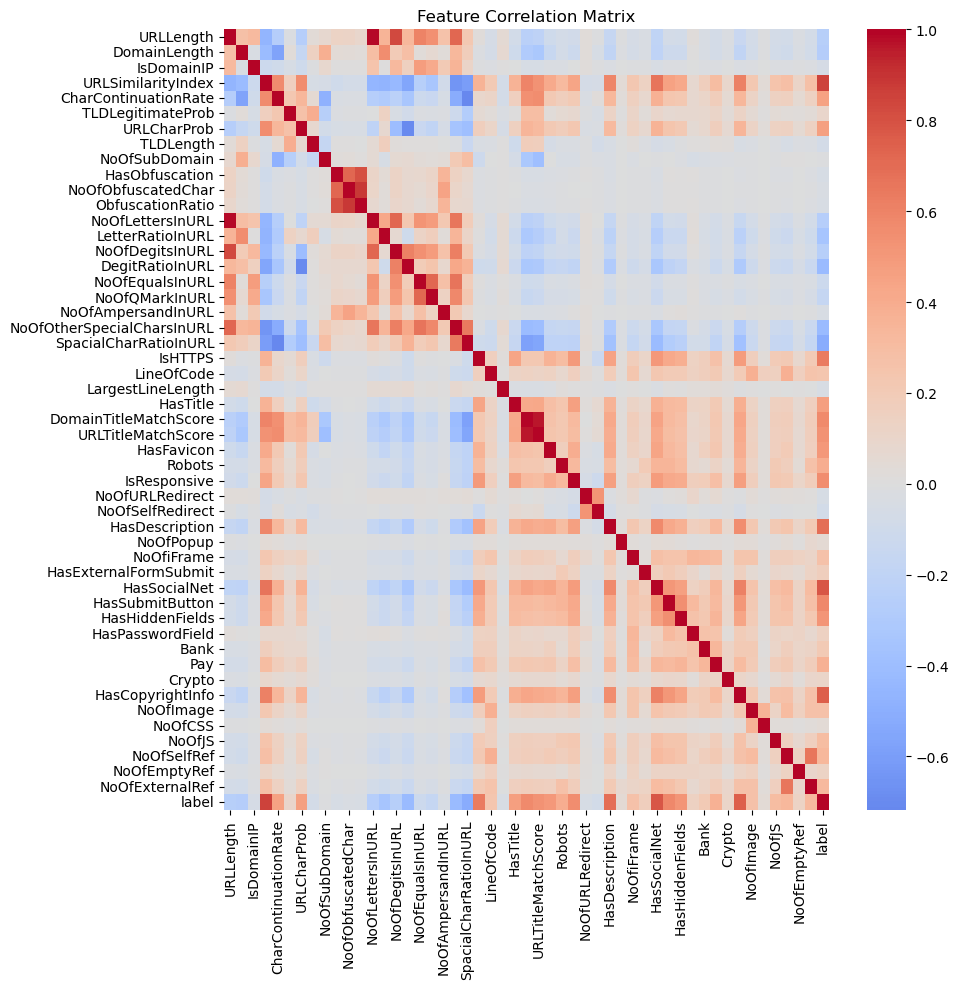 Feature Correlation Matrix
URLLength
DomainLength
IsDomainIP
URLSimilarityIndex
CharContinuationRate
TLDLegitimateProb
URLCharProb
TLDLength
NoOfSubDomain
HasObfuscation
NoOfObfuscatedChar
ObfuscationRatio
NoOfLettersInURL
LetterRatioInURL
NoOfDegitsInURL
DegitRatioInURL
NoOfEqualsInURL
NoOfQMarkInURL
NoOfAmpersandInURL
NoOfOtherSpecialCharsInURL
SpacialCharRatioInURL
IsHTTPS
LineOfCode
LargestLineLength
HasTitle
DomainTitleMatchScore
URLTitleMatchScore
HasFavicon
Robots
IsResponsive
NoOfURLRedirect
NoOfSelfRedirect
HasDescription
NoOfPopup
NoOfiFrame
HasExternalFormSubmit
HasSocialNet
HasSubmitButton
HasHiddenFields
HasPasswordField
Bank
Pay
Crypto
HasCopyrightInfo
NoOfImage
NoOfCSS
NoOfJS
NoOfSelfRef
NoOfEmptyRef
NoOfExternalRef
label
URLLength
IsDomainIP
CharContinuationRate
URLCharProb
NoOfSubDomain
NoOfObfuscatedChar
NoOfLettersInURL
NoOfDegitsInURL
NoOfEqualsInURL
NoOfAmpersandInURL
SpacialCharRatioInURL
LineOfCode
HasTitle
URLTitleMatchScore
Robots
NoOfURLRedirect
HasDescription
NoOfiFrame
HasSocialNet
HasHiddenFields
Bank
Crypto
NoOfImage
NoOfJS
NoOfEmptyRef
label
1.0
0.8
0.6
0.4
0.2
0.0
−0.2
−0.4
−0.6